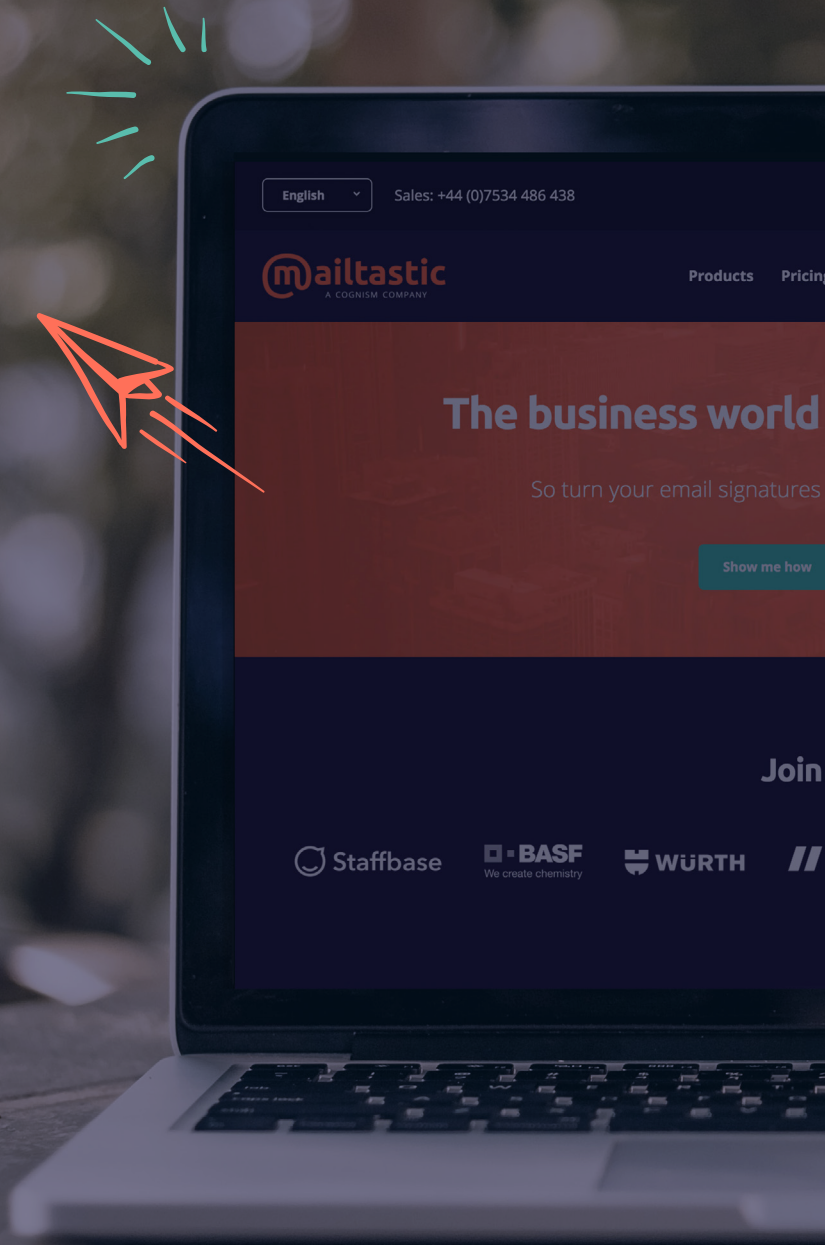 English
Sales: +44 (0)7534 486 438
mailtastic
A COGNISM COMPANY
Products Pricing
The business world
So turn your email signatures
Show me how
Join
Staffbase
BASF
We create chemistry
WÜRTH